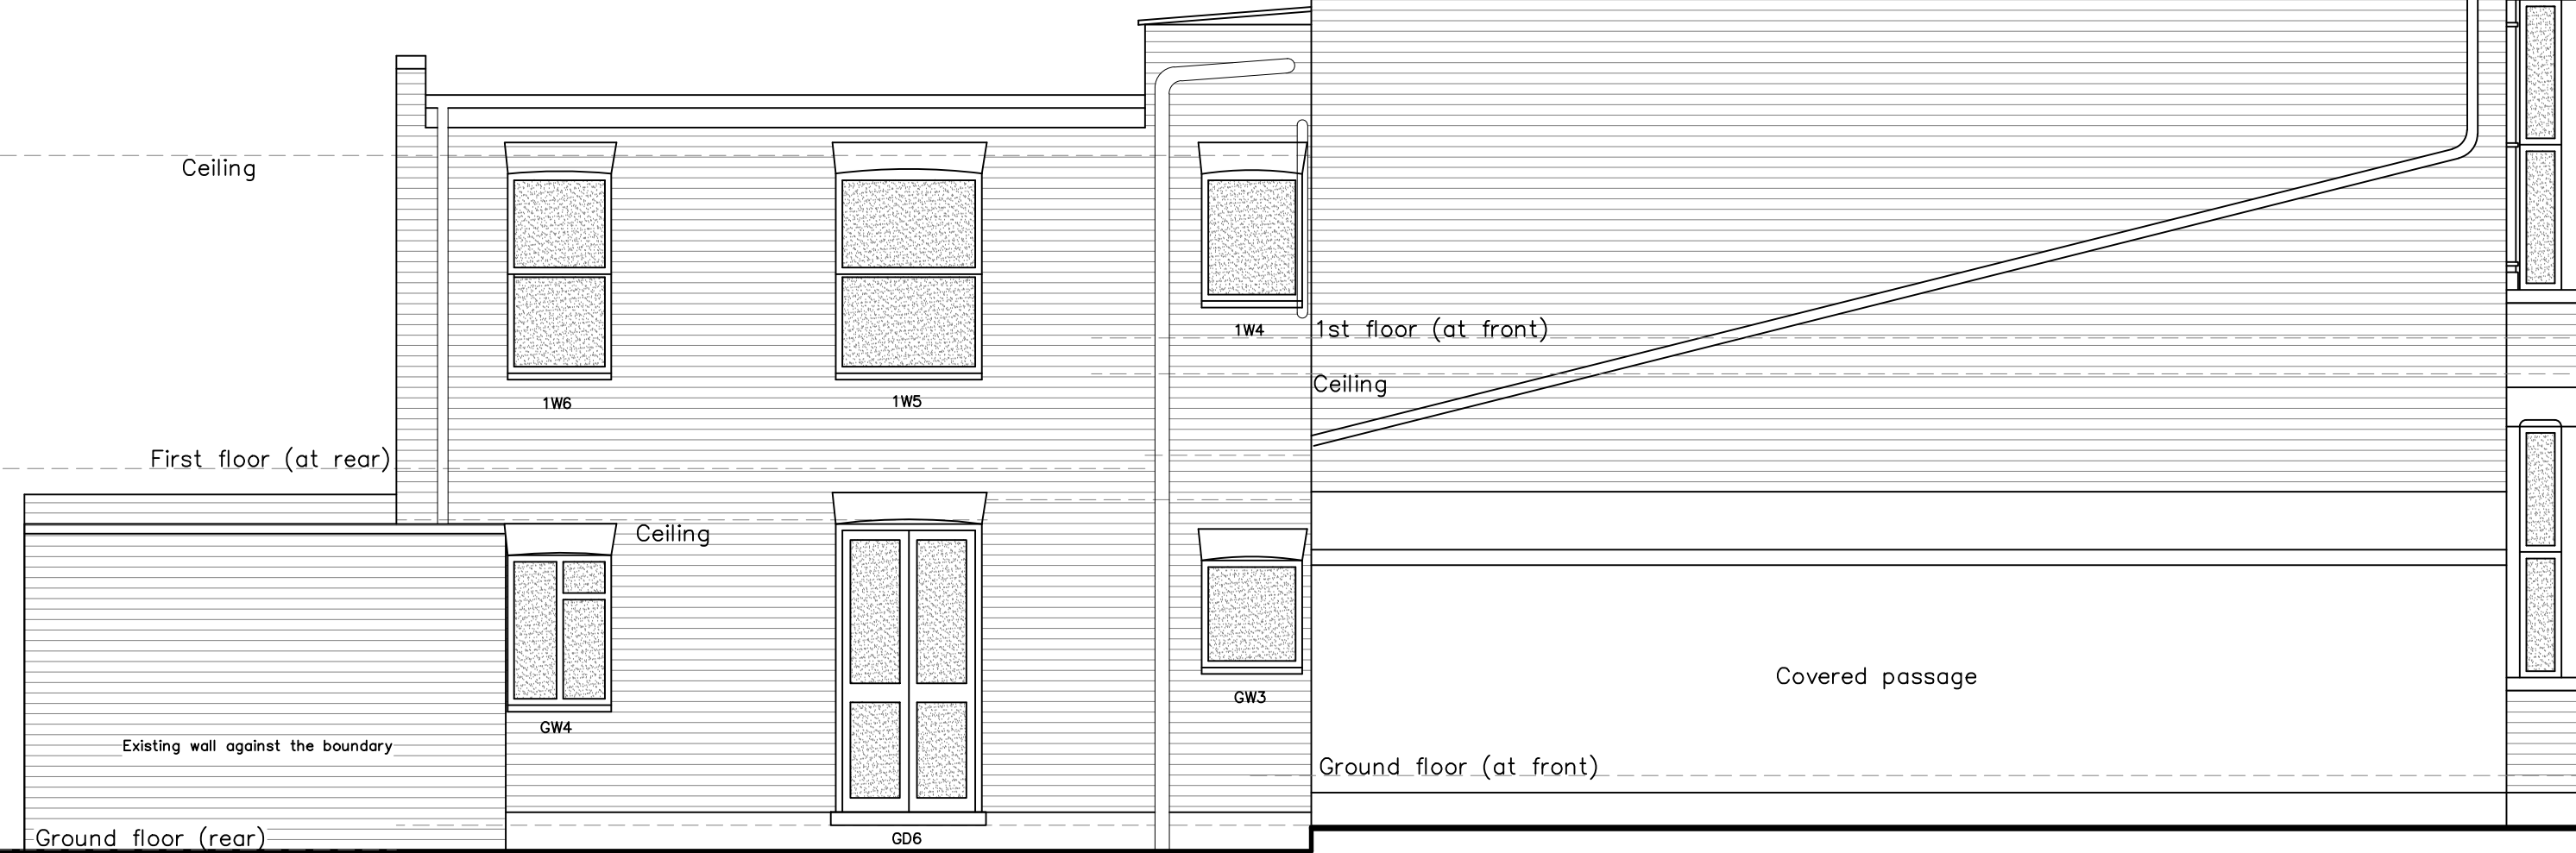 Ceiling
1W4
1st floor (at front)
Ceiling
1W6
1W5
First floor (at rear)
Ceiling
Covered passage
GW3
GW4
Existing wall against the boundary
Ground floor (at front)
Ground floor (rear)
GD6